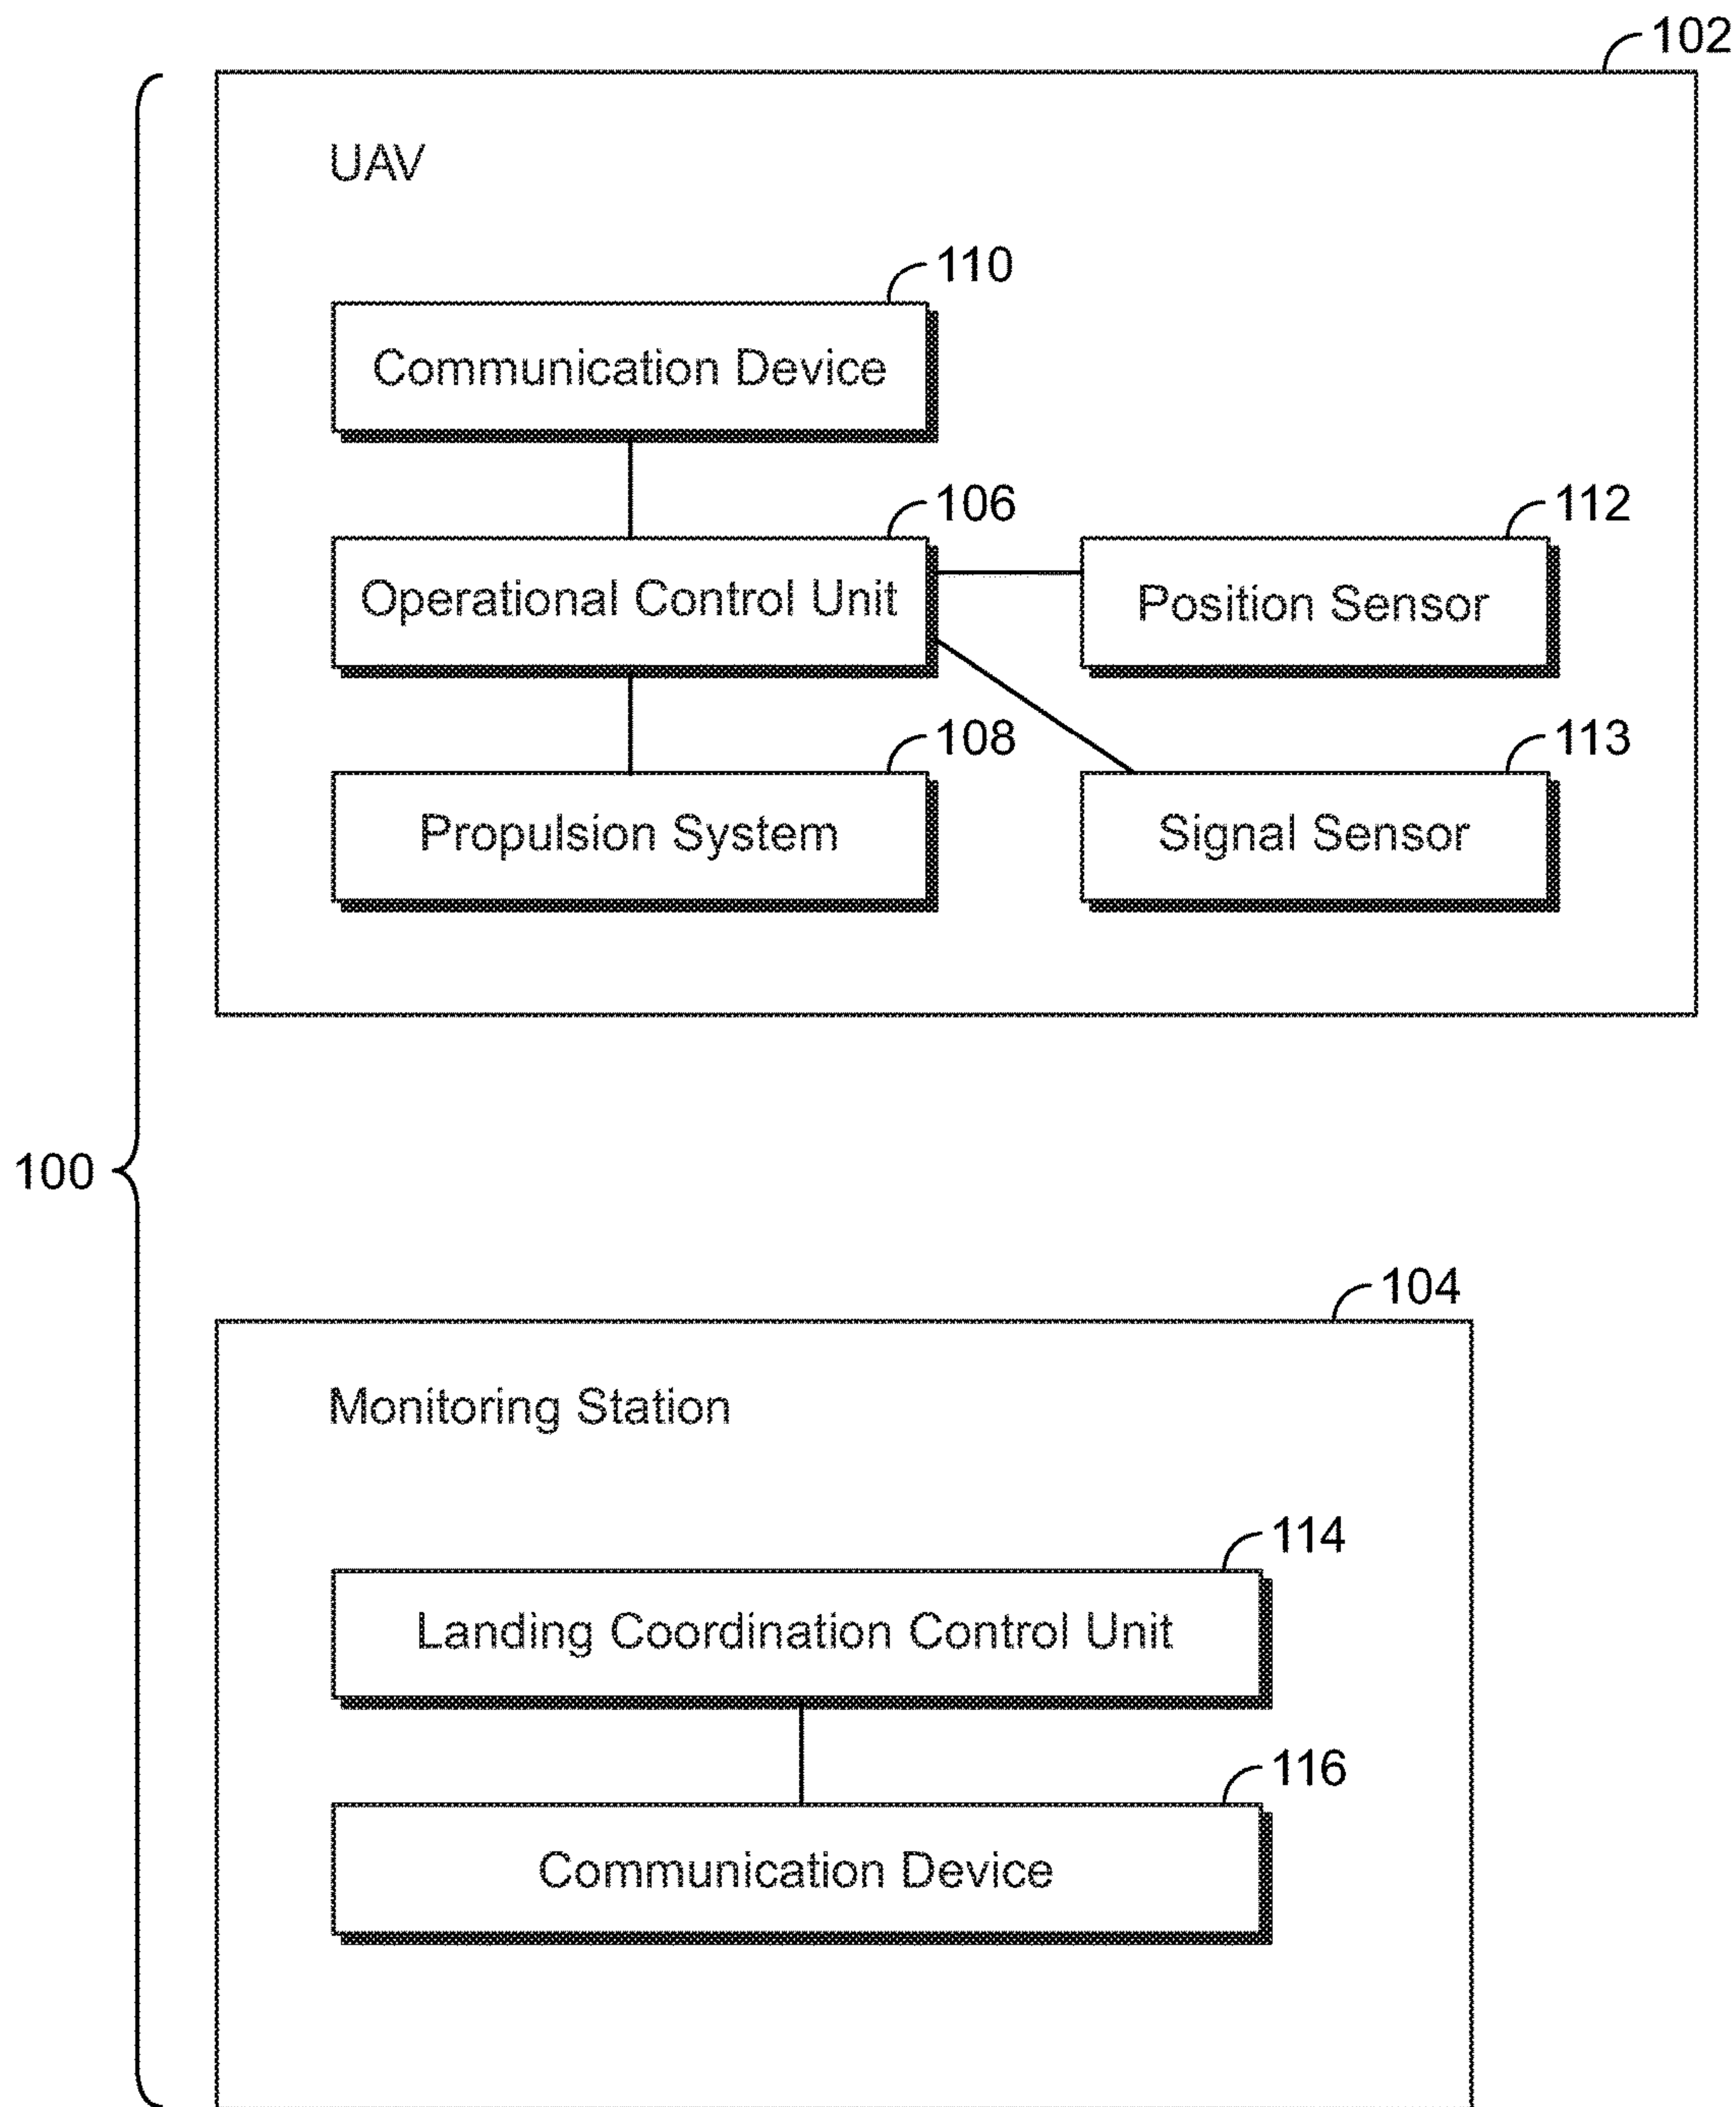 102
UAV
110
Communication Device
106
112
Operational Control Unit
Position Sensor
108
113
Propulsion System
Signal Sensor
100
104
Monitoring Station
114
Landing Coordination Control Unit
116
Communication Device